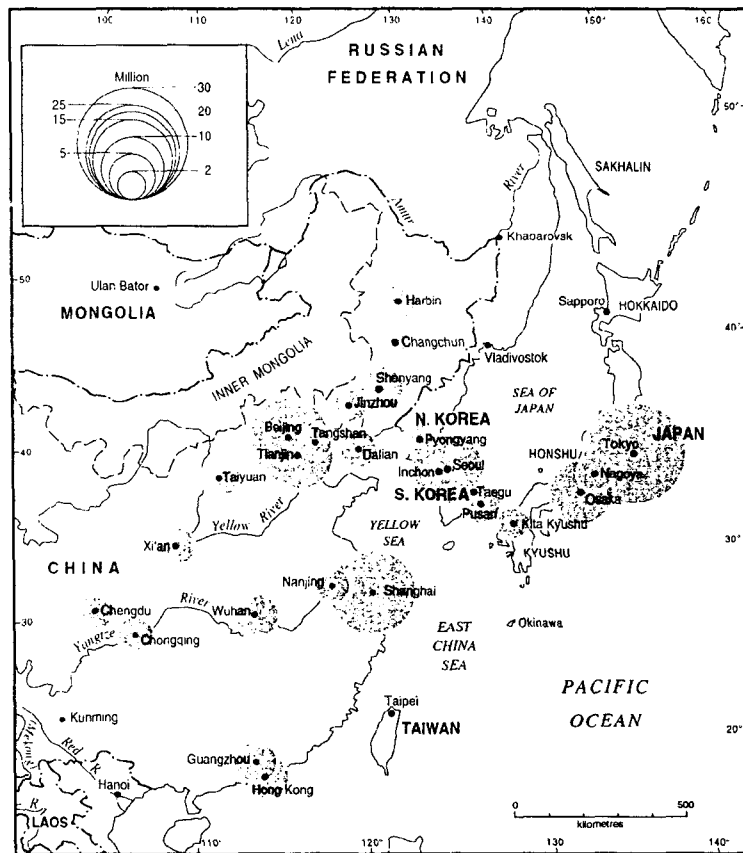 100
110
120
130
140
150
160
Lena
RUSSIAN
FEDERATION
Million
30
25
20
15
10
5
2
50°
SAKHALIN
River
Amur
Khabarovsk
50
Ulan Bator
MONGOLIA
Harbin
Sapporo
HOKKAIDO
40°
Changchun
Vladivostok
INNER MONGOLIA
Shenyang
SEA OF
JAPAN
Jinzhou
N. KOREA
Beijing
Tangshan
Pyongyang
JAPAN
Tokyo
40
Tianjin
Dalian
HONSHU
Inchon
Seoul
Nagoya
Taiyuan
S. KOREA
Taegu
Osaka
Pusan
Yellow
River
YELLOW
SEA
Kita Kyushu
30°
Xi'an
KYUSHU
CHINA
Nanjing
Shanghai
Chengdu
River
Wuhan
30
Yangtze
Chongqing
EAST
CHINA
SEA
Okinawa
PACIFIC
OCEAN
Kunming
Taipei
TAIWAN
20°
Mekong
Red R
Guangzhou
Hanoi
Hong Kong
R
LAOS
0
500
kilometres
110°
120°
130°
140°